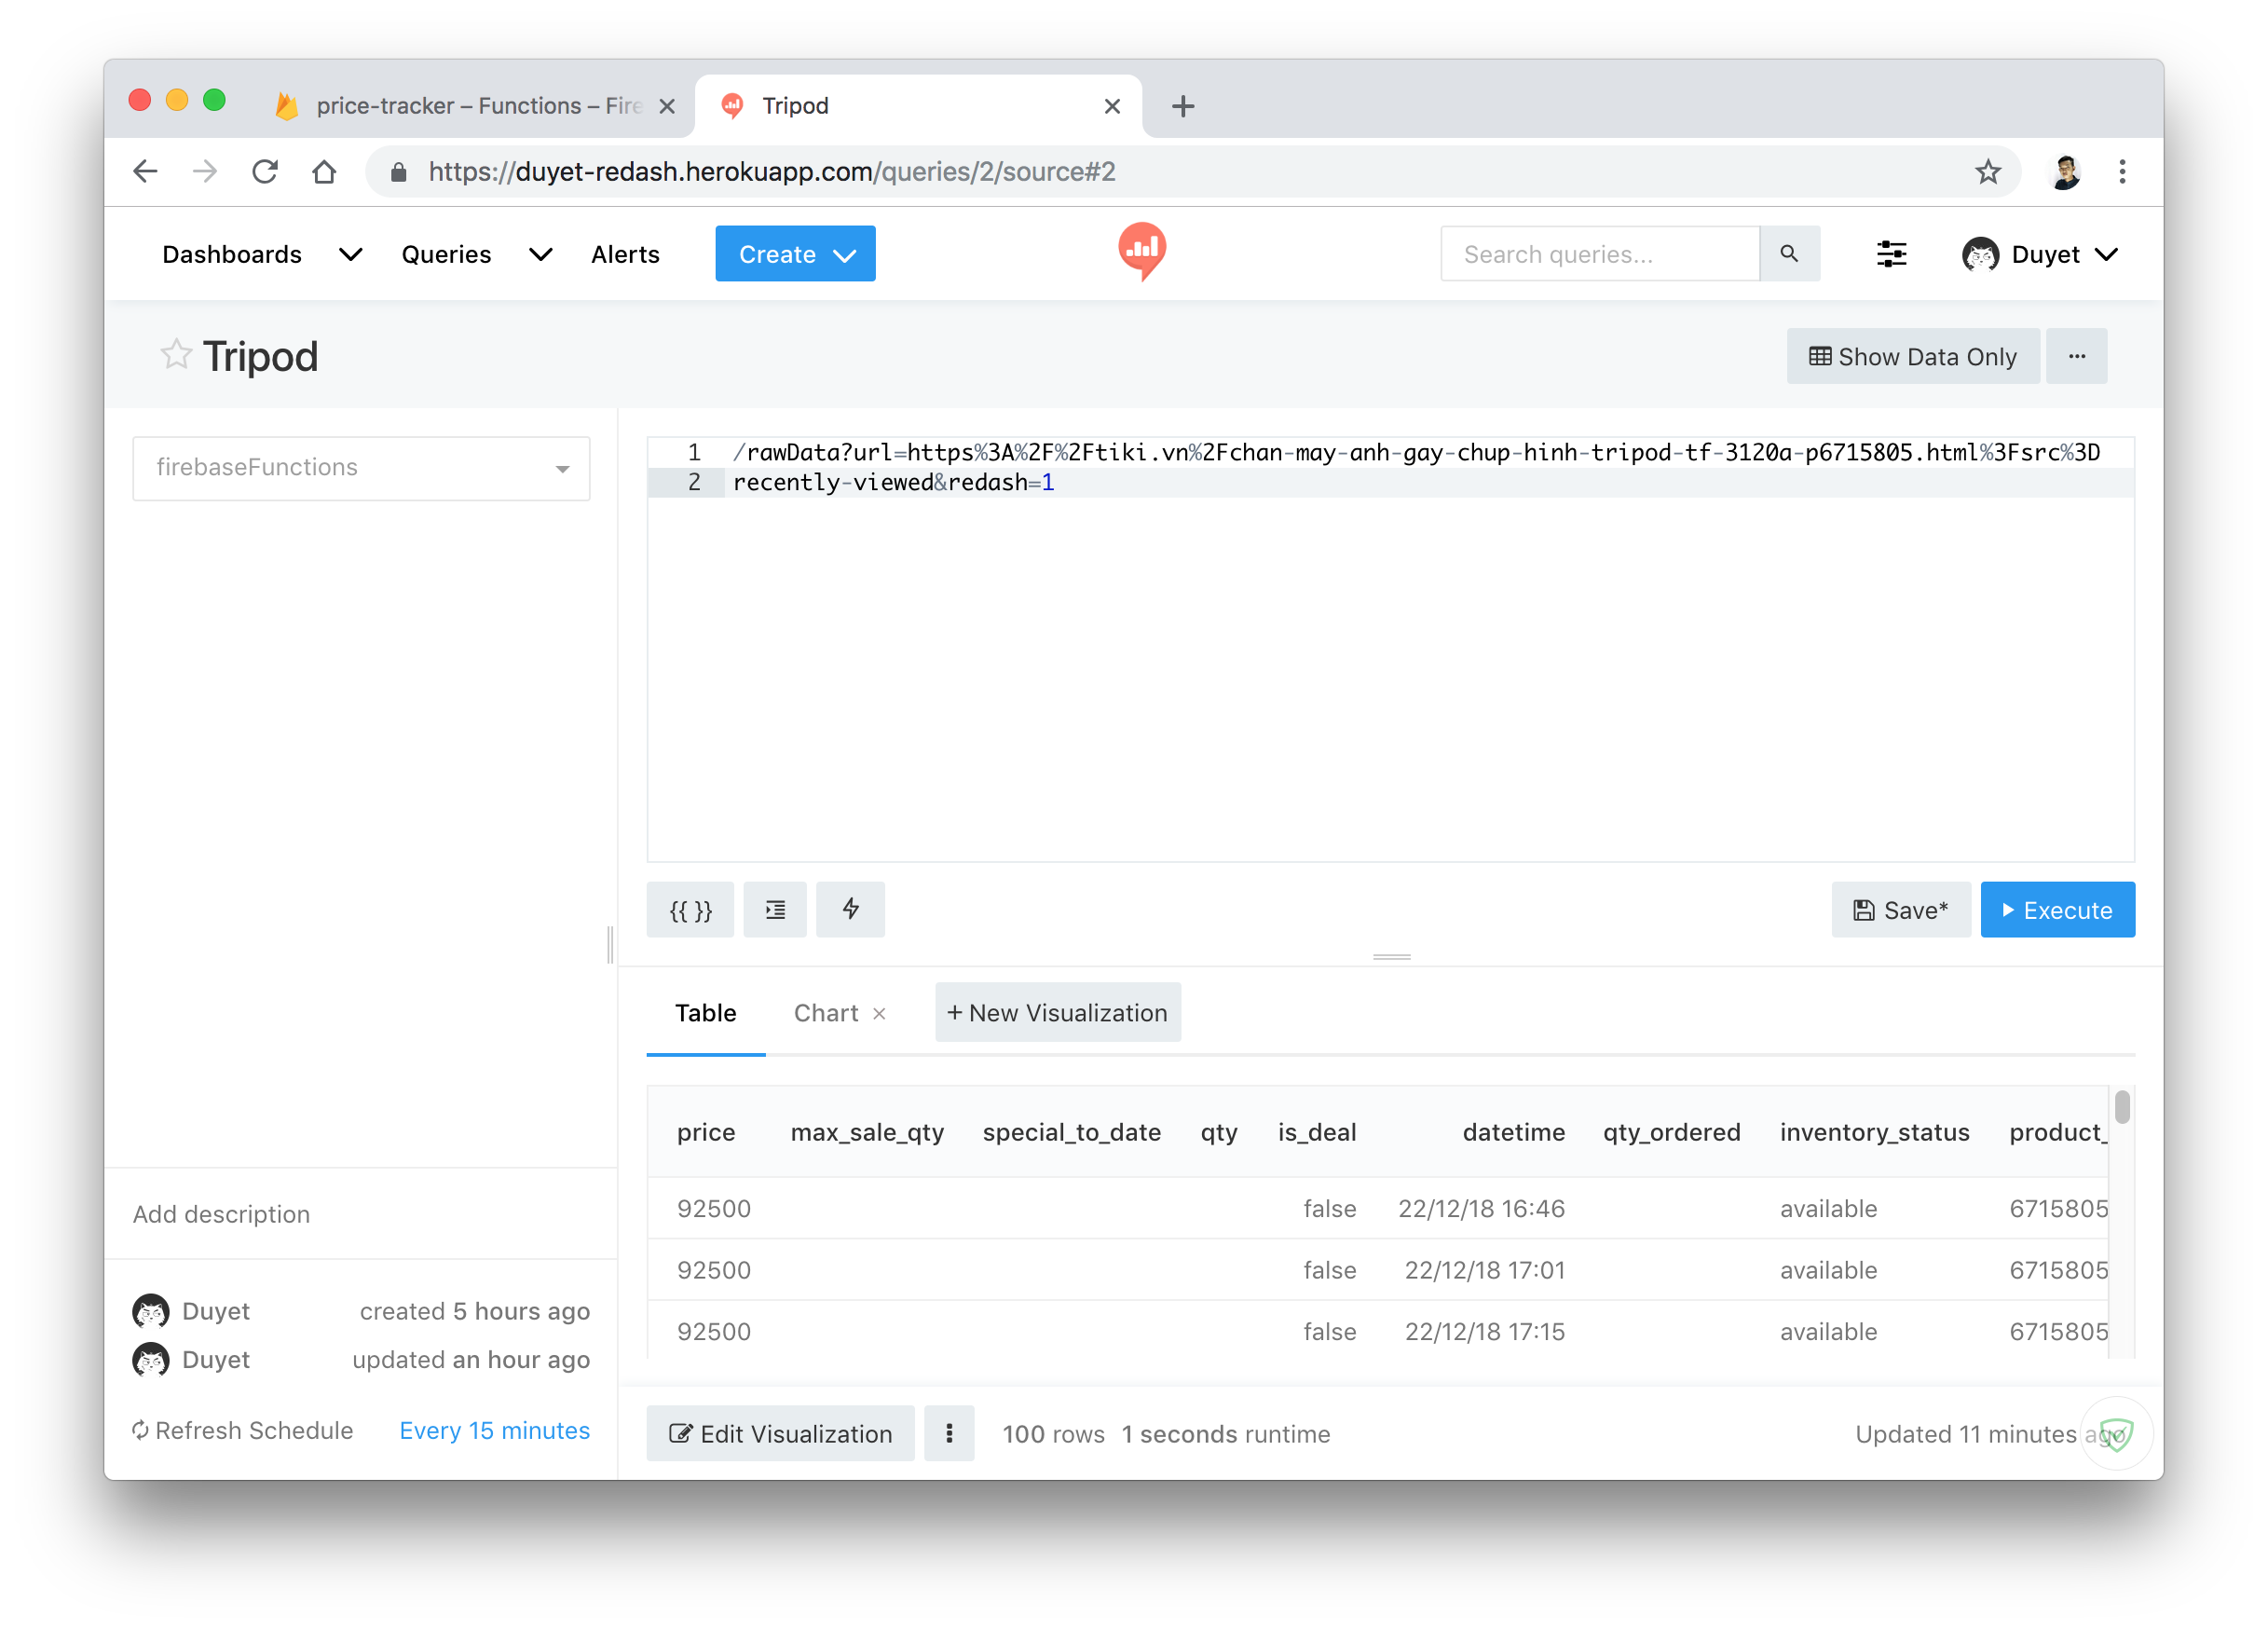 price-tracker – Functions – Fire
Tripod
https://duyet-redash.herokuapp.com/queries/2/source#2
Dashboards Queries Alerts Create Search queries... Duyet
Tripod
Show Data Only ...
firebaseFunctions
1 /rawData?url=https%3A%2F%2Ftiki.vn%2Fchan-may-anh-gay-chup-hinh-tripod-tf-3120a-p6715805.html%3Fsrc%3D
2 recently-viewed&redash=1
{{ }}
Save*
Execute
Table Chart × + New Visualization
price max_sale_qty special_to_date qty is_deal datetime qty_ordered inventory_status product_
92500 false 22/12/18 16:46 available 6715805
92500 false 22/12/18 17:01 available 6715805
92500 false 22/12/18 17:15 available 6715805
Add description
Duyet created 5 hours ago
Duyet updated an hour ago
Refresh Schedule Every 15 minutes
Edit Visualization 100 rows 1 seconds runtime Updated 11 minutes ago